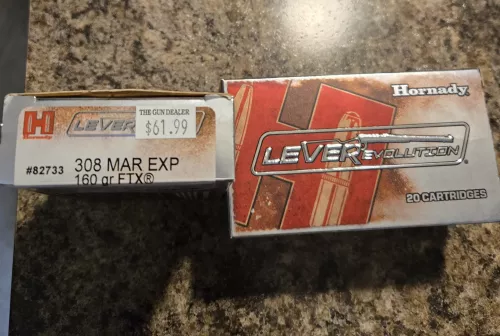 THE GUN DEALER
$61.99
H
LEVER
#82733
308 MAR EXP
160 gr FTX®
Hornady
LEVERevolution®
20 CARTRIDGES